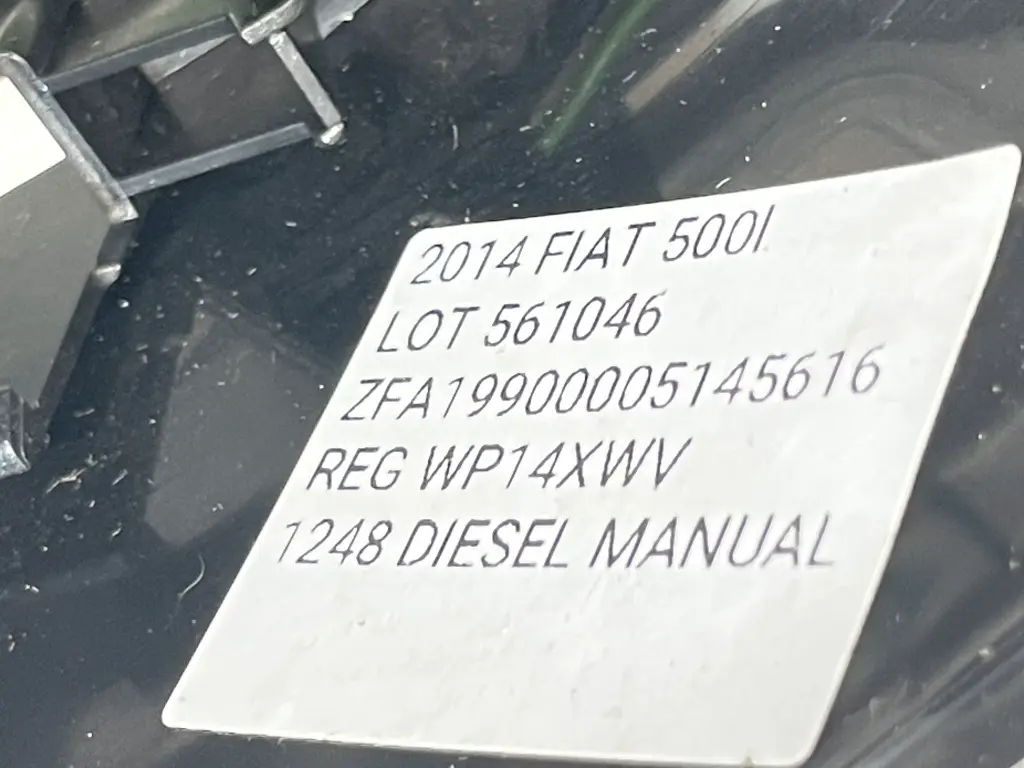 2014 FIAT 500L
LOT 561046
ZFA19900005145616
REG WP14XWV
1248 DIESEL MANUAL